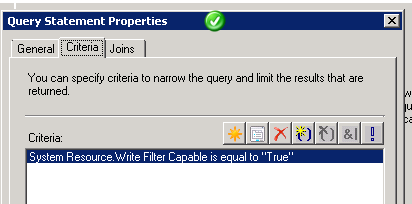 Query Statement Properties
General
Criteria
Joins
You can specify criteria to narrow the query and limit the results that are
returned.
Criteria:
System Resource.Write Filter Capable is equal to "True"